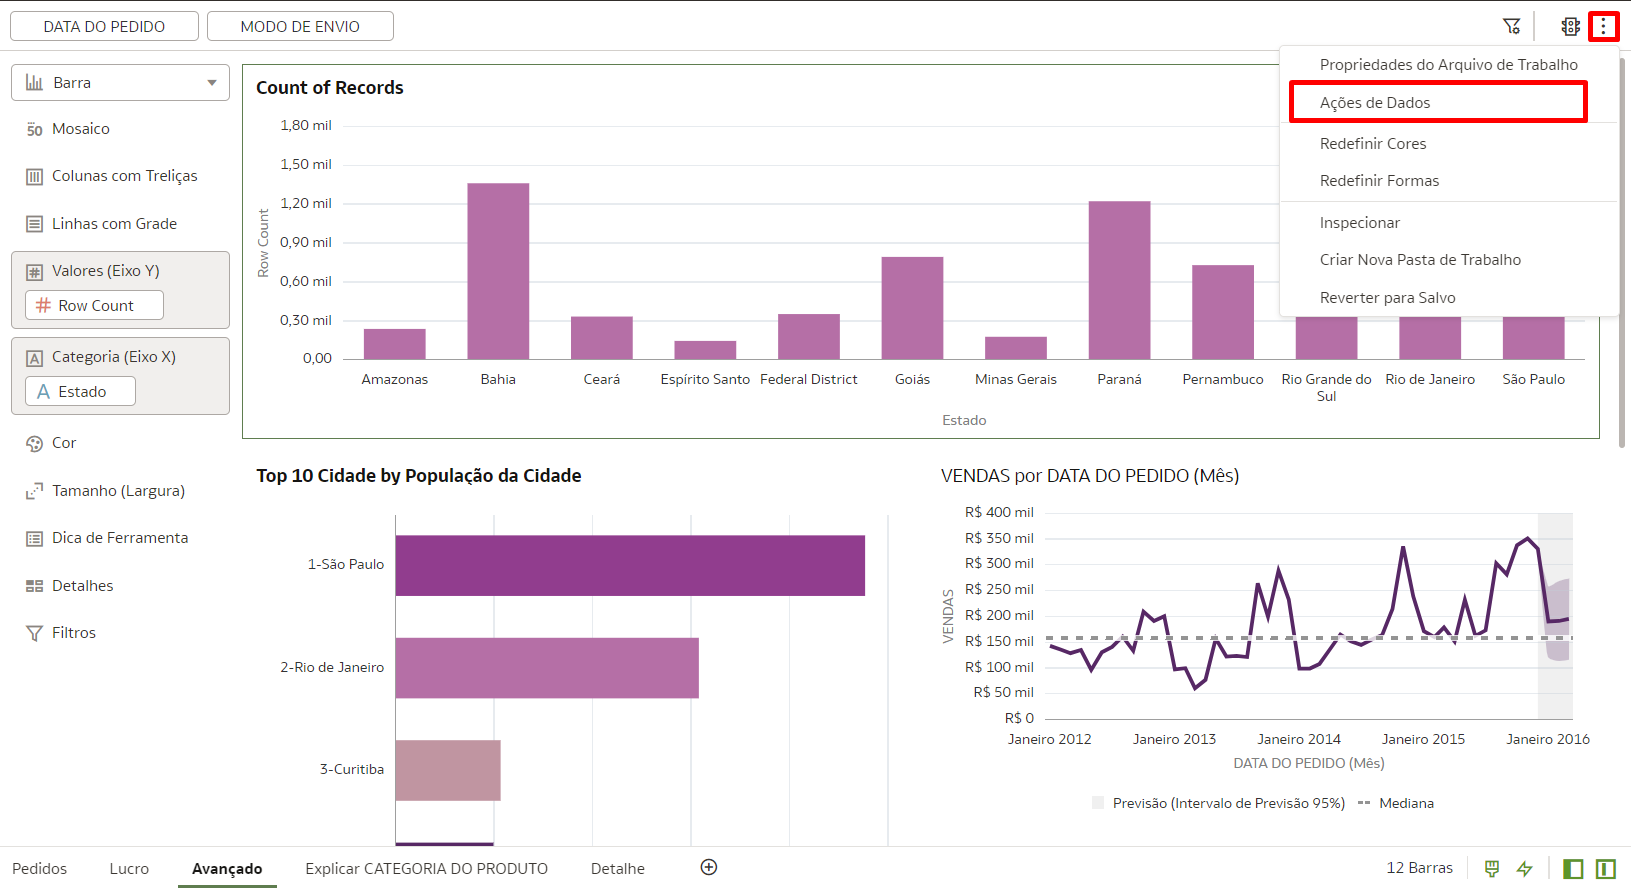 DATA DO PEDIDO
MODO DE ENVIO
Barra
50 Mosaico
Colunas com Treliças
Linhas com Grade
Valores (Eixo Y)
# Row Count
A Categoria (Eixo X)
A Estado
Cor
Tamanho (Largura)
Dica de Ferramenta
Detalhes
Filtros
Propriedades do Arquivo de Trabalho
Ações de Dados
Redefinir Cores
Redefinir Formas
Inspecionar
Criar Nova Pasta de Trabalho
Reverter para Salvo
Count of Records
Row Count
1,80 mil
1,50 mil
1,20 mil
0,90 mil
0,60 mil
0,30 mil
0,00
Amazonas Bahia Ceará Espírito Santo Federal District Goiás Minas Gerais Paraná Pernambuco Rio Grande do Rio de Janeiro São Paulo
Sul
Estado
Top 10 Cidade by População da Cidade
1-São Paulo
2-Rio de Janeiro
3-Curitiba
VENDAS por DATA DO PEDIDO (Mês)
VENDAS
R$ 400 mil
R$ 350 mil
R$ 300 mil
R$ 250 mil
R$ 200 mil
R$ 150 mil
R$ 100 mil
R$ 50 mil
R$ 0
Janeiro 2012 Janeiro 2013 Janeiro 2014 Janeiro 2015 Janeiro 2016
DATA DO PEDIDO (Mês)
Previsão (Intervalo de Previsão 95%) Mediana
Pedidos Lucro Avançado Explicar CATEGORIA DO PRODUTO Detalhe
12 Barras